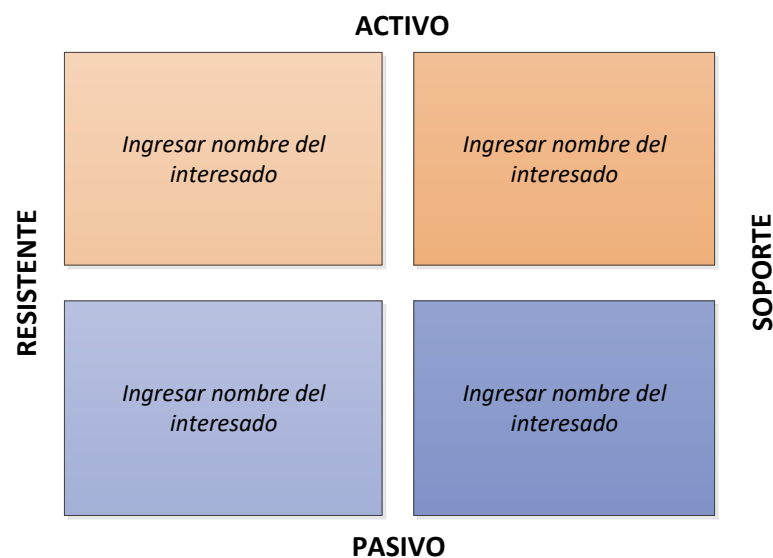 ACTIVO
Ingresar nombre del
interesado
Ingresar nombre del
interesado
RESISTENTE
SOPORTE
Ingresar nombre del
interesado
Ingresar nombre del
interesado
PASIVO